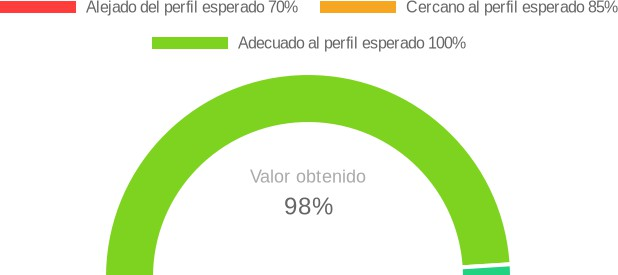 Alejado del perfil esperado 70% Cercano al perfil esperado 85%
Adecuado al perfil esperado 100%
Valor obtenido
98%